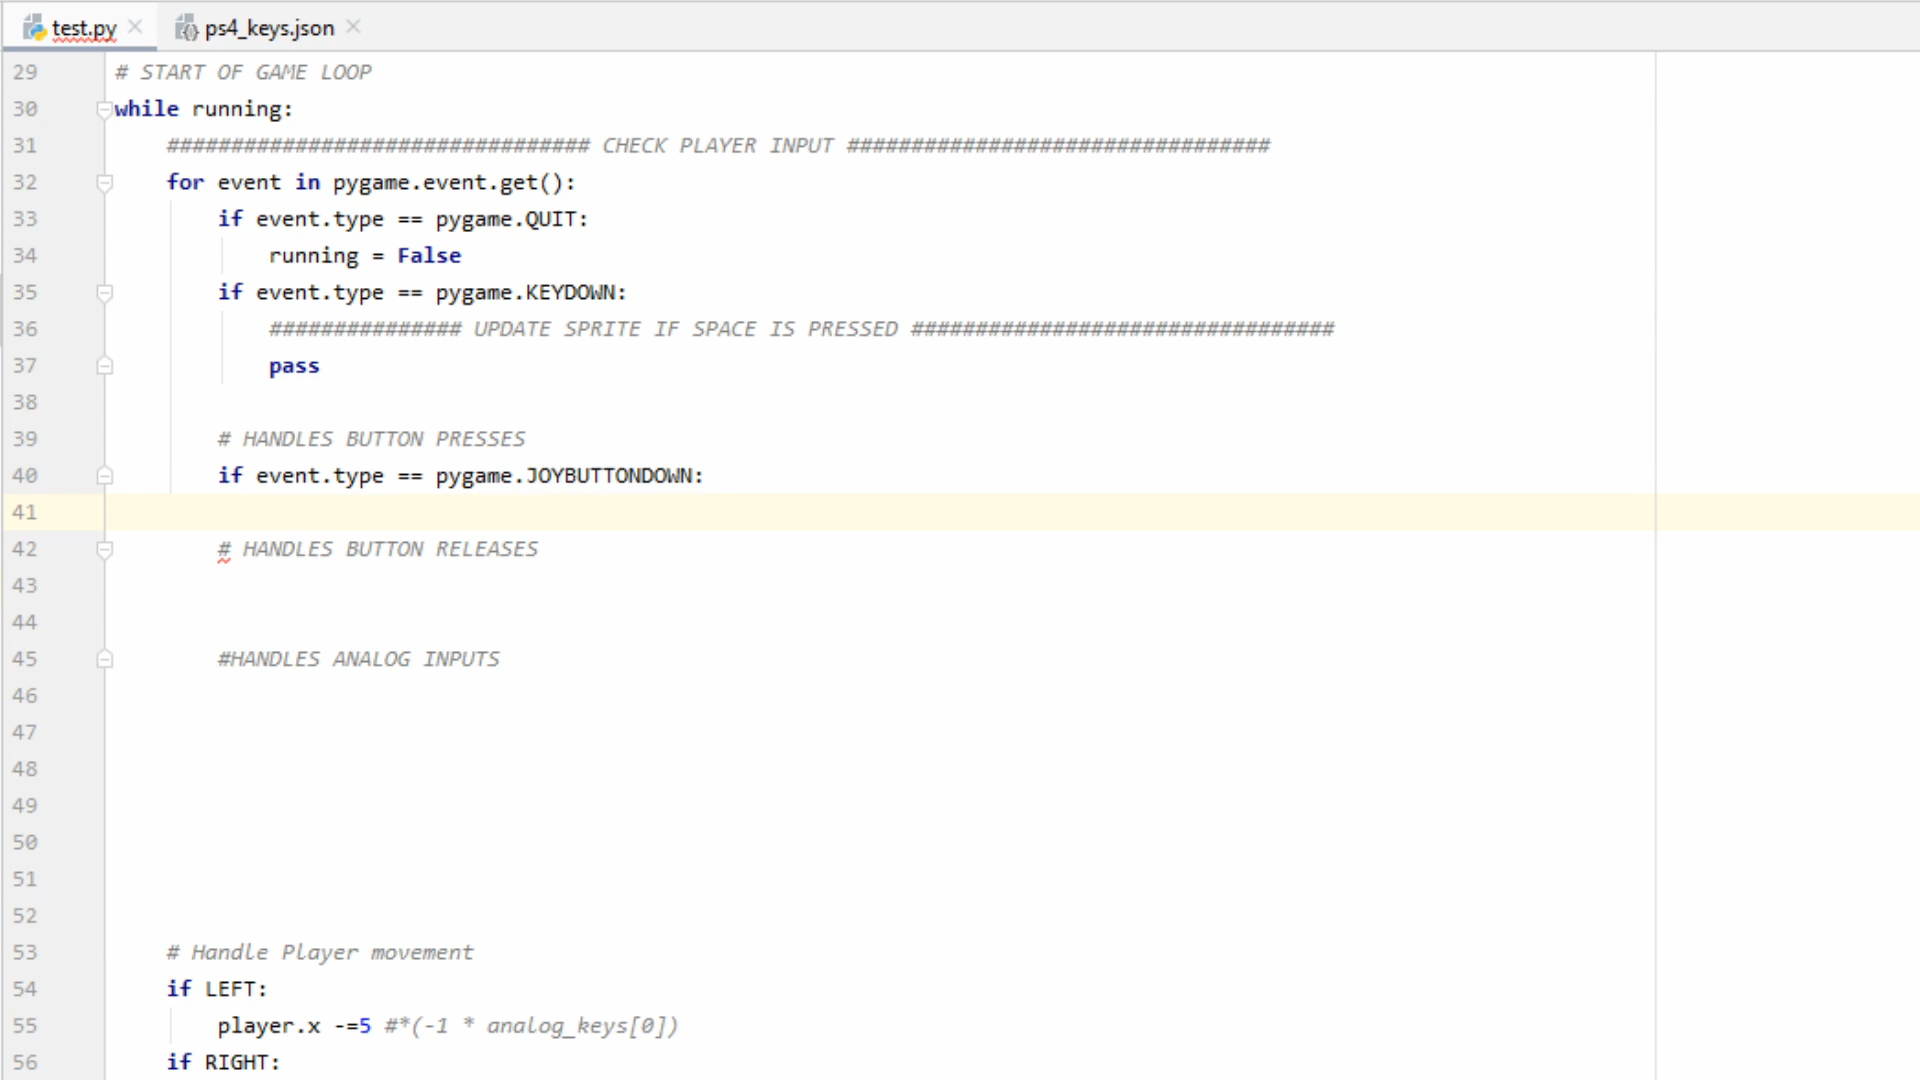 test.py ps4_keys.json
29 # START OF GAME LOOP
30 while running:
31 ################################# CHECK PLAYER INPUT #################################
32 for event in pygame.event.get():
33 if event.type == pygame.QUIT:
34 running = False
35 if event.type == pygame.KEYDOWN:
36 ############### UPDATE SPRITE IF SPACE IS PRESSED #################################
37 pass
38
39 # HANDLES BUTTON PRESSES
40 if event.type == pygame.JOYBUTTONDOWN:
41
42 # HANDLES BUTTON RELEASES
43
44
45 #HANDLES ANALOG INPUTS
46
47
48
49
50
51
52
53 # Handle Player movement
54 if LEFT:
55 player.x -=5 #*(-1 * analog_keys[0])
56 if RIGHT: